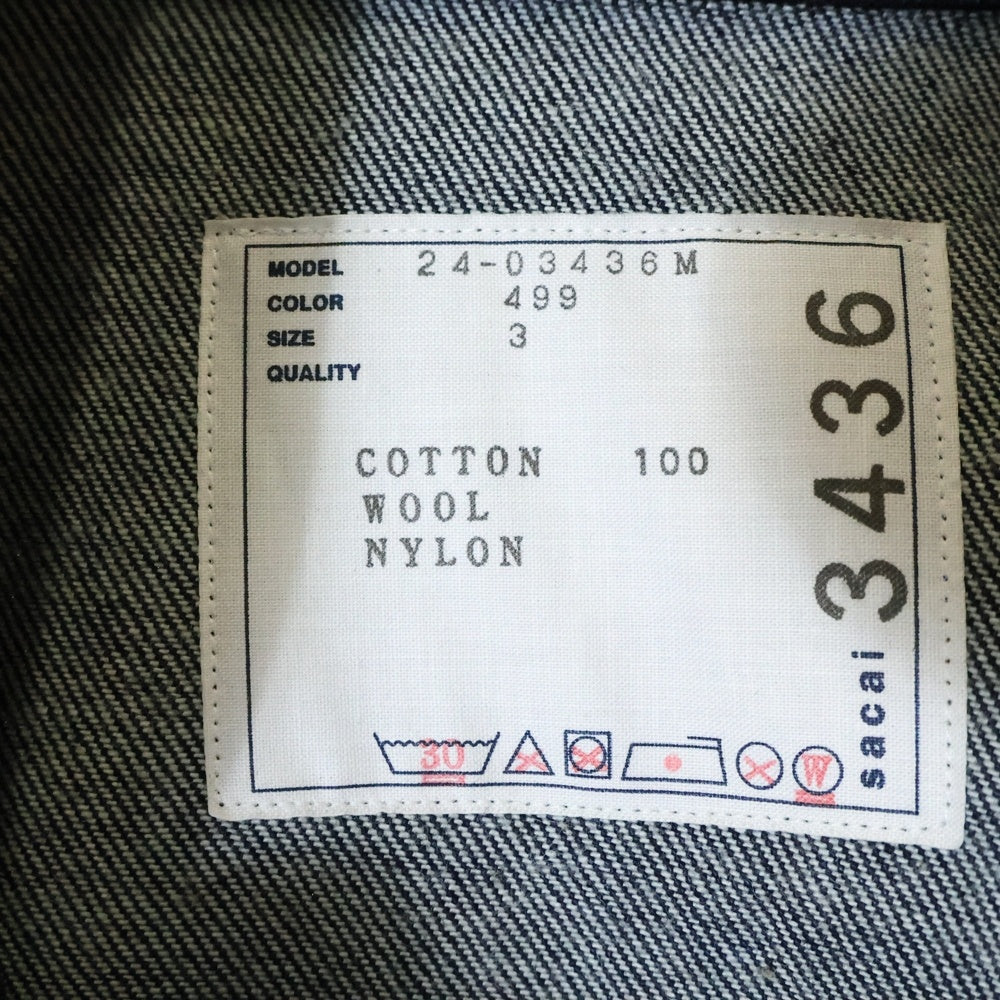 MODEL 24-03436M
COLOR 499
SIZE 3
QUALITY
COTTON 100
WOOL
NYLON
30
W
sacai 3436